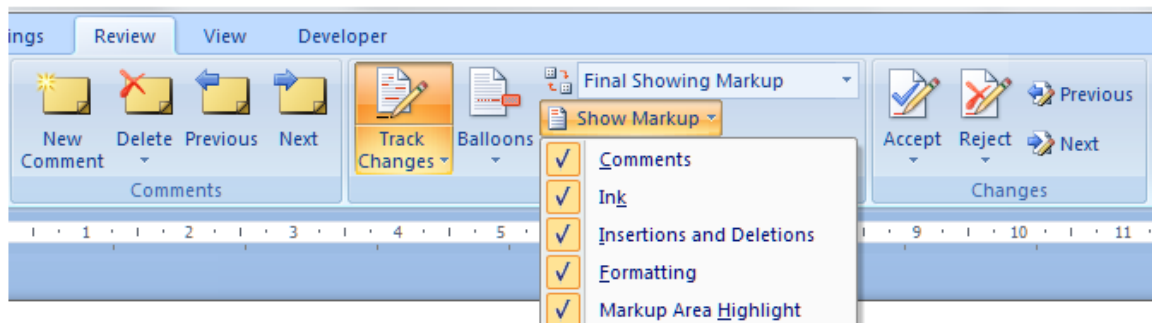 ings Review View Developer
Final Showing Markup
Show Markup
New Comment
Delete
Previous
Next
Track Changes
Balloons
Accept
Reject
Previous
Next
Comments
Changes
Comments
Ink
Insertions and Deletions
Formatting
Markup Area Highlight
1 2 3 4 5 9 10 11